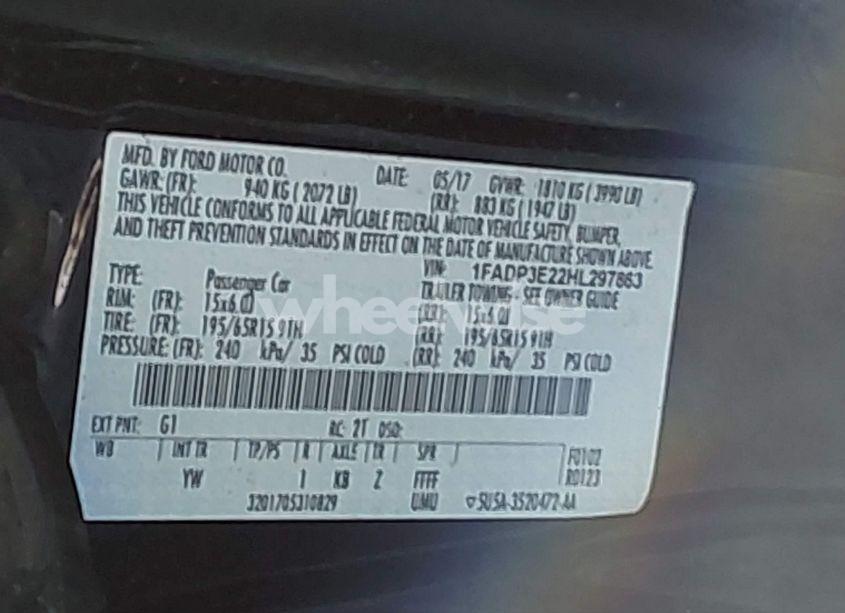 MFD. BY FORD MOTOR CO.
DATE: 05/17 GVWR: 1810 KG ( 3990 LB)
GAWR: (FR): 940 KG ( 2072 LB) (RR): 883 KG ( 1947 LB)
THIS VEHICLE CONFORMS TO ALL APPLICABLE FEDERAL MOTOR VEHICLE SAFETY, BUMPER,
AND THEFT PREVENTION STANDARDS IN EFFECT ON THE DATE OF MANUFACTURE SHOWN ABOVE.
VIN: 1FADP3E22HL297863
TYPE: Passenger Car TRAILER TOWING - SEE OWNER GUIDE
RIM: (FR): 15x6.0J (RR): 15x6.0J
TIRE: (FR): 195/65R15 91H (RR): 195/65R15 91H
PRESSURE: (FR): 240 kPa/ 35 PSI COLD (RR): 240 kPa/ 35 PSI COLD
wheelwise
EXT PNT: G1 RC: 2T DSO:
WB INT TR TP/PS R AXLE TR SPR F0102
YW 1 KB 2 FFFF R0123
3201705310829 UMU 5U5A-3520472-AA